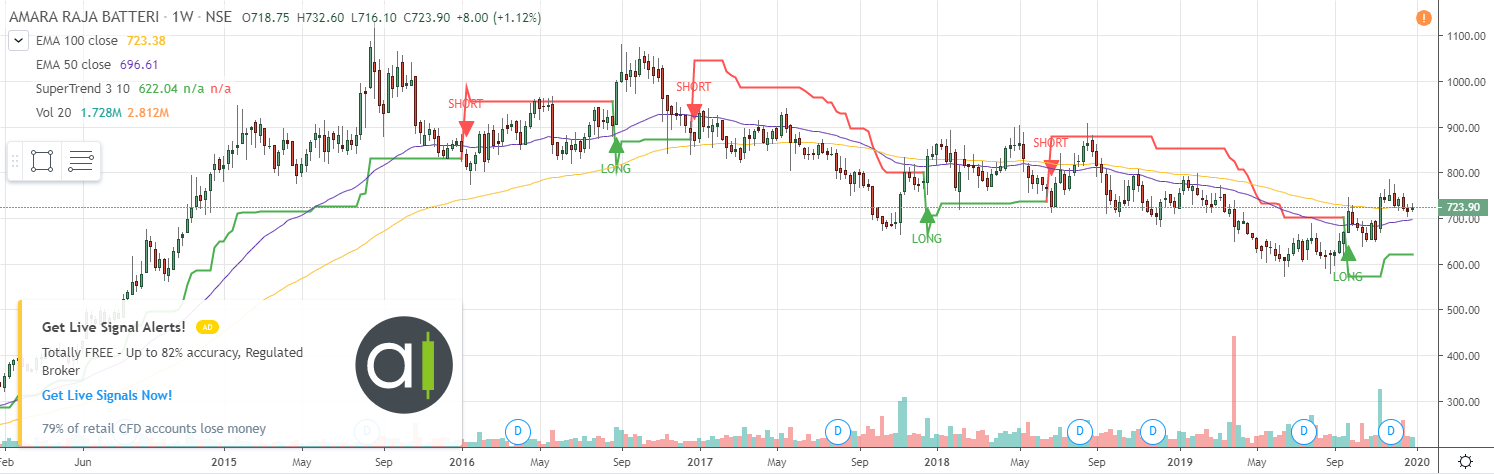 AMARA RAJA BATTERI · 1W · NSE O718.75 H732.60 L716.10 C723.90 +8.00 (+1.12%)
EMA 100 close 723.38
EMA 50 close 696.61
SuperTrend 3 10 622.04 n/a n/a
Vol 20 1.728M 2.812M
SHORT
LONG
SHORT
LONG
SHORT
LONG
1100.00
1000.00
900.00
800.00
723.90
700.00
600.00
500.00
400.00
300.00
Get Live Signal Alerts! AD
Totally FREE - Up to 82% accuracy, Regulated
Broker
Get Live Signals Now!
79% of retail CFD accounts lose money
a
D D D D D D D
Feb Jun 2015 May Sep 2016 May Sep 2017 May Sep 2018 May Sep 2019 May Sep 2020